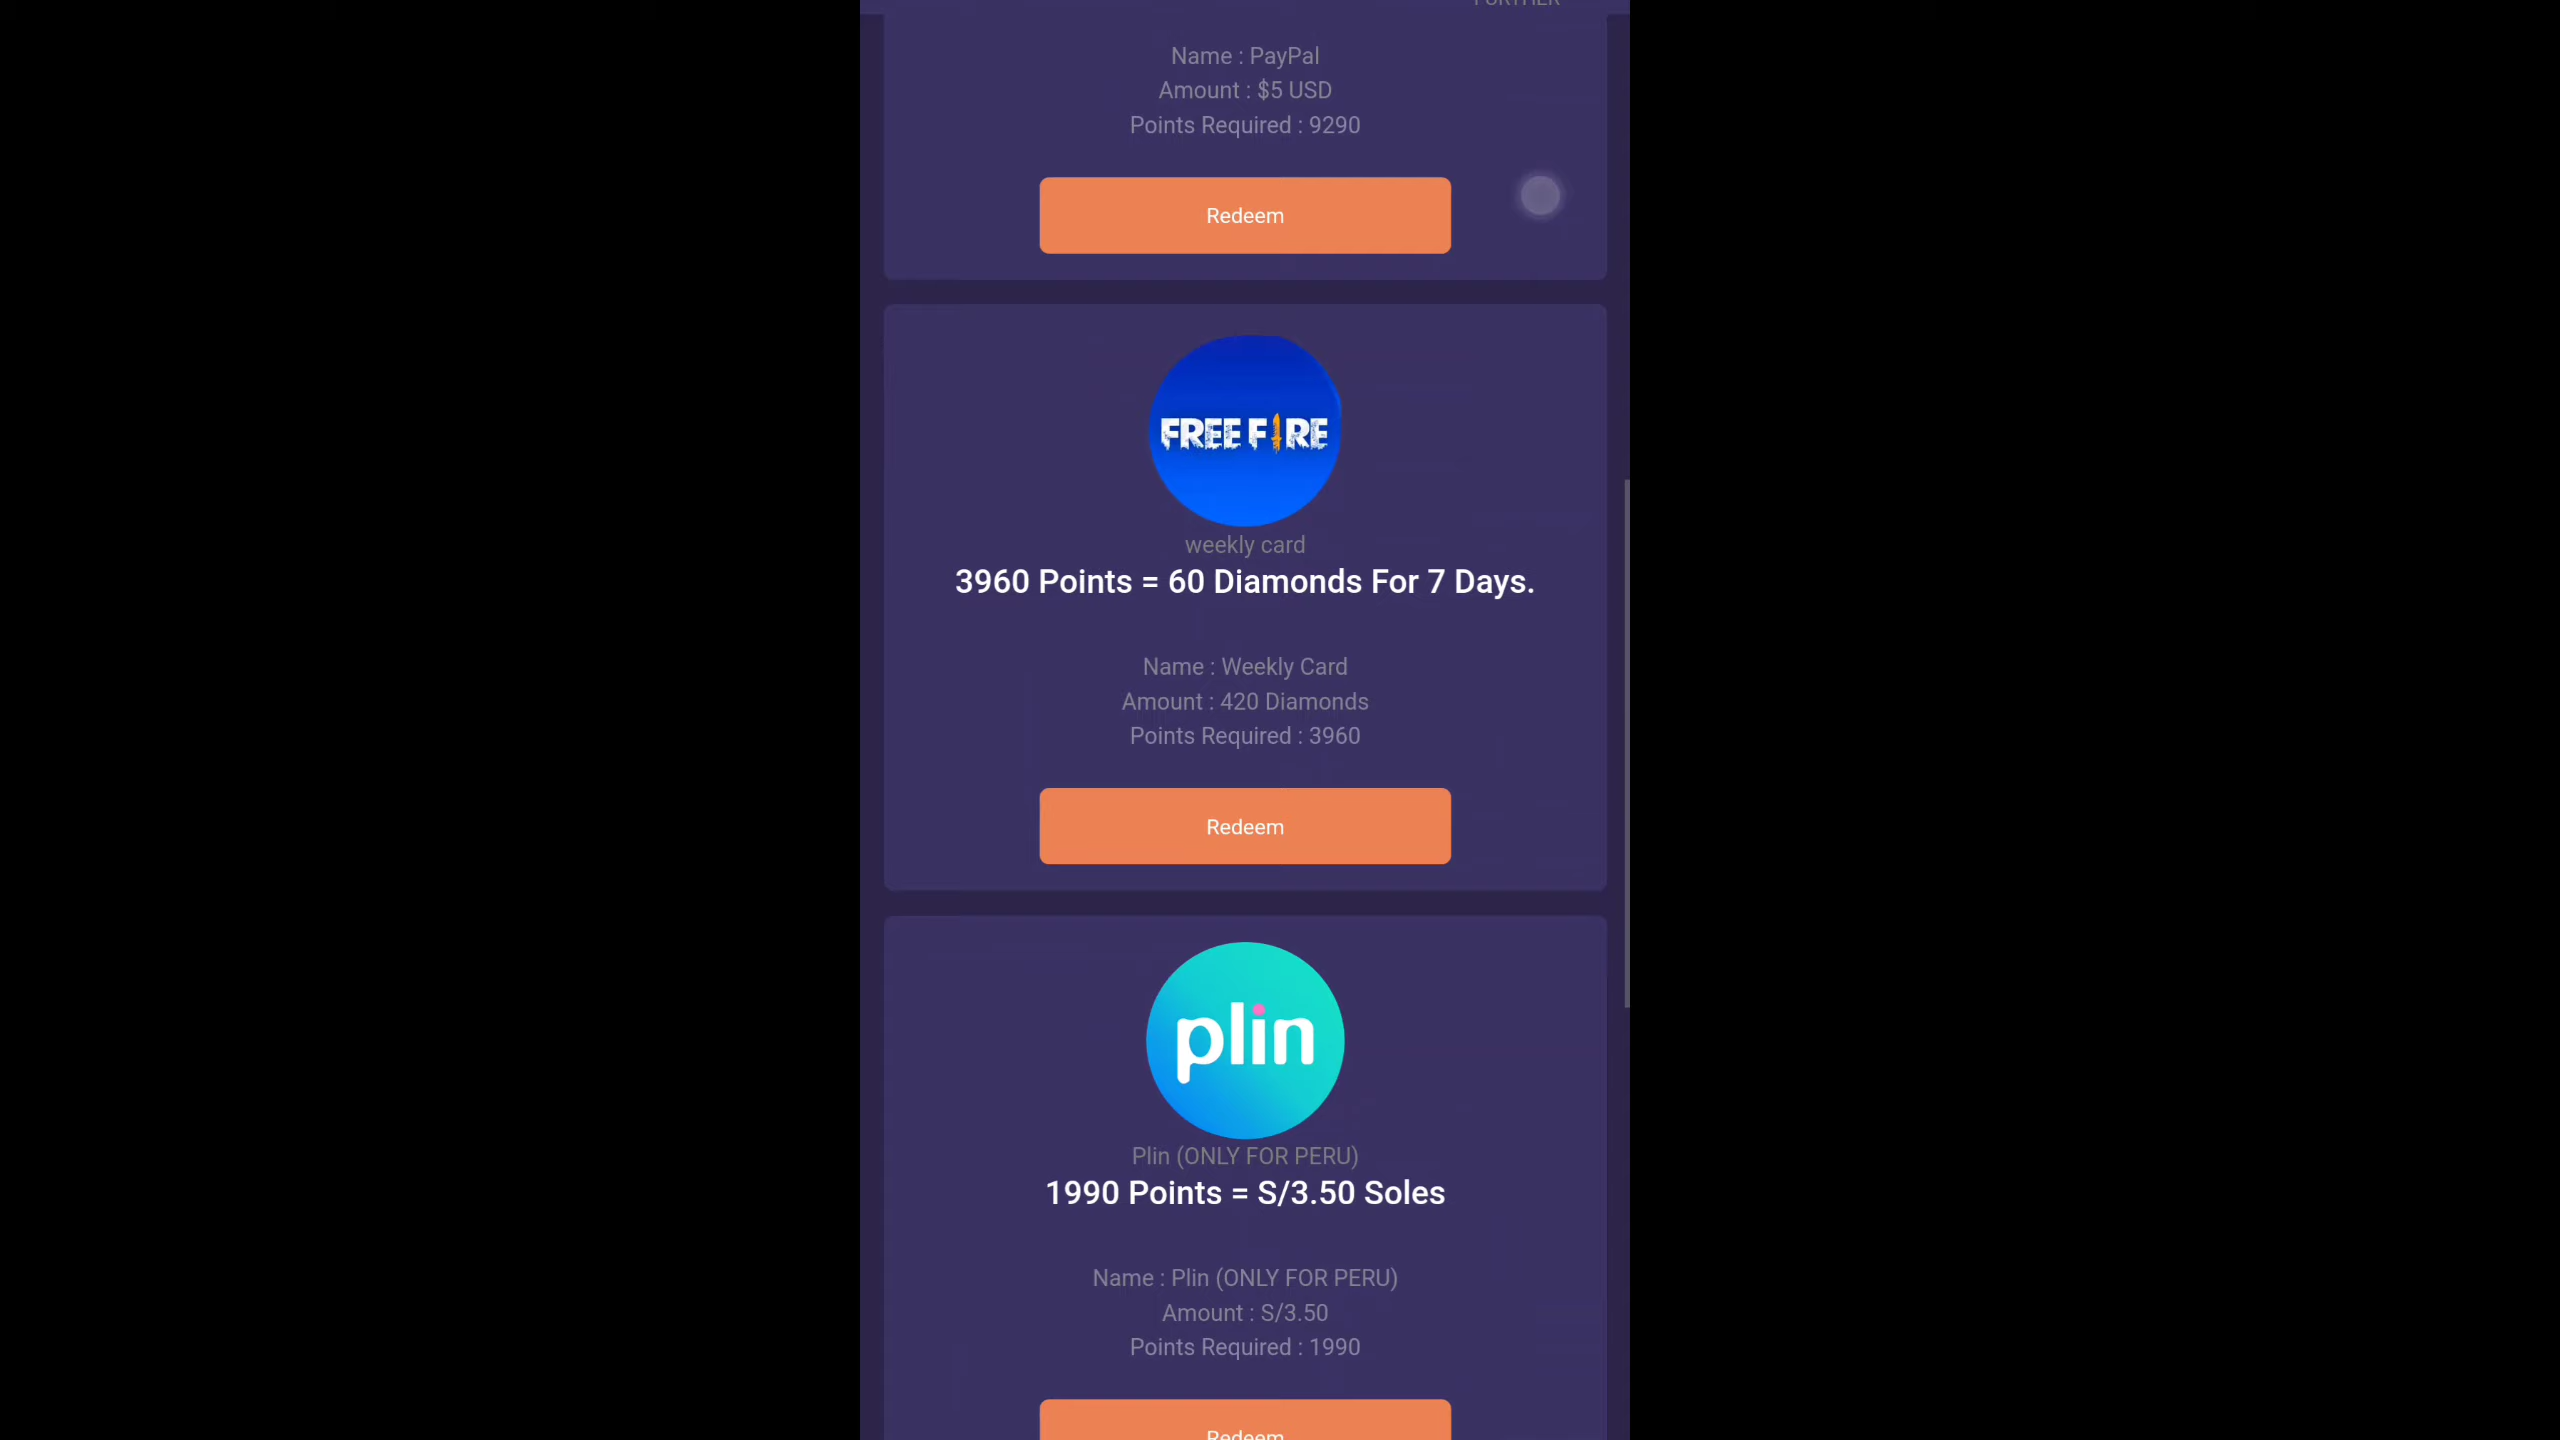 FURTHER
Name : PayPal
Amount : $5 USD
Points Required : 9290
Redeem
FREE FIRE
weekly card
3960 Points = 60 Diamonds For 7 Days.
Name : Weekly Card
Amount : 420 Diamonds
Points Required : 3960
Redeem
plin
Plin (ONLY FOR PERU)
1990 Points = S/3.50 Soles
Name : Plin (ONLY FOR PERU)
Amount : S/3.50
Points Required : 1990
Redeem